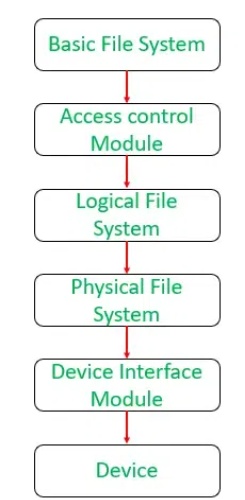 Basic File System
Access control
Module
Logical File
System
Physical File
System
Device Interface
Module
Device